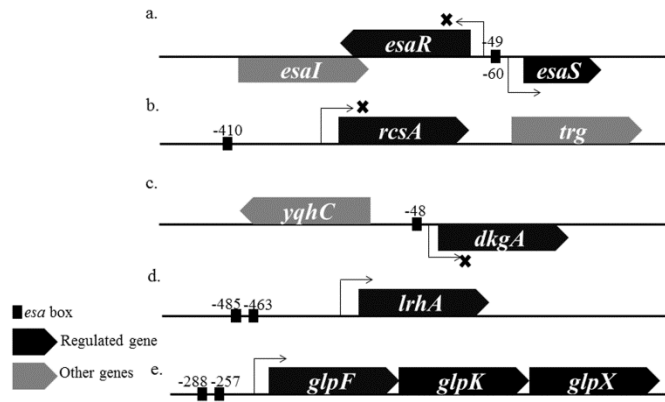 a.
esaR
-49
esaI
-60
esaS
b.
-410
rcsA
trg
c.
yqhC
-48
dkgA
d.
-485
-463
lrhA
esa box
Regulated gene
Other genes
e.
-288
-257
glpF
glpK
glpX